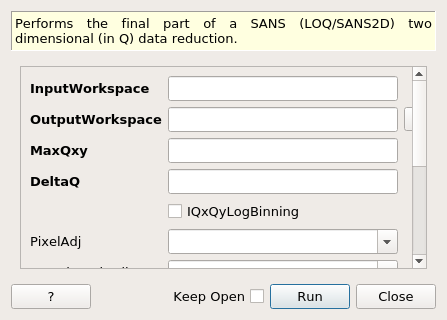 Performs the final part of a SANS (LOQ/SANS2D) two
dimensional (in Q) data reduction.
InputWorkspace
OutputWorkspace
MaxQxy
DeltaQ
IQxQyLogBinning
PixelAdj
?
Keep Open
Run
Close